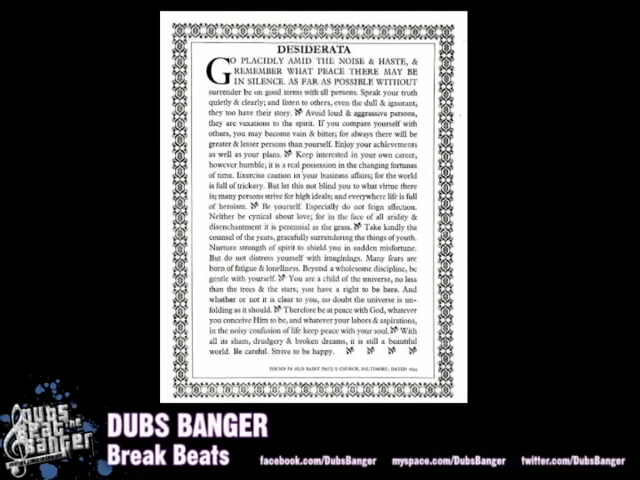 DESIDERATA
GO PLACIDLY AMID THE NOISE & HASTE, &
REMEMBER WHAT PEACE THERE MAY BE
IN SILENCE. AS FAR AS POSSIBLE WITHOUT
surrender be on good terms with all persons. Speak your truth
quietly & clearly; and listen to others, even the dull & ignorant,
they too have their story. Avoid loud & aggressive persons,
they are vexations to the spirit. If you compare yourself with
others, you may become vain & bitter; for always there will be
greater & lesser persons than yourself. Enjoy your achievements
as well as your plans. Keep interested in your own career,
however humble; it is a real possession in the changing fortunes
of time. Exercise caution in your business affairs; for the world
is full of trickery. But let this not blind you to what virtue there
is; many persons strive for high ideals; and everywhere life is full
of heroism. Be yourself. Especially do not feign affection.
Neither be cynical about love; for in the face of all aridity &
disenchantment it is perennial as the grass. Take kindly the
counsel of the years, gracefully surrendering the things of youth.
Nurture strength of spirit to shield you in sudden misfortune.
But do not distress yourself with imaginings. Many fears are
born of fatigue & loneliness. Beyond a wholesome discipline, be
gentle with yourself. You are a child of the universe, no less
than the trees & the stars; you have a right to be here. And
whether or not it is clear to you, no doubt the universe is un-
folding as it should. Therefore be at peace with God, whatever
you conceive Him to be, and whatever your labors & aspirations,
in the noisy confusion of life keep peace with your soul. With
all its sham, drudgery & broken dreams, it is still a beautiful
world. Be careful. Strive to be happy.
FOUND IN OLD SAINT PAUL'S CHURCH, BALTIMORE; DATED 1692
Dubs
the
Beat
Banger
DUBS BANGER
Break Beats
facebook.com/DubsBanger myspace.com/DubsBanger twitter.com/DubsBanger